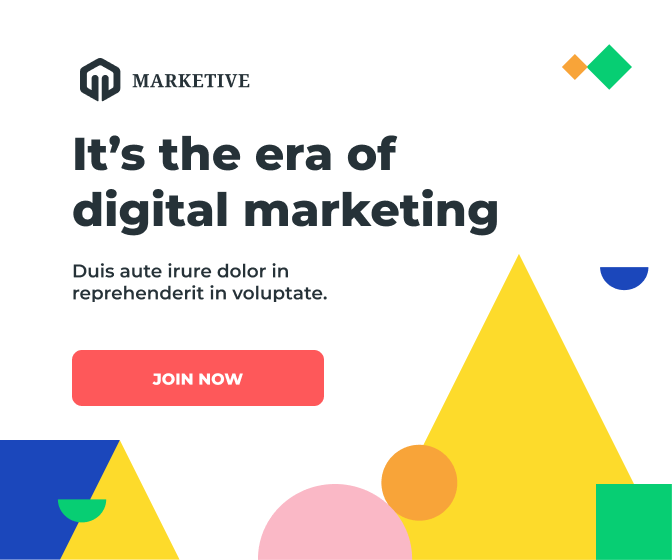 MARKETIVE
It’s the era of
digital marketing
Duis aute irure dolor in
reprehenderit in voluptate.
JOIN NOW